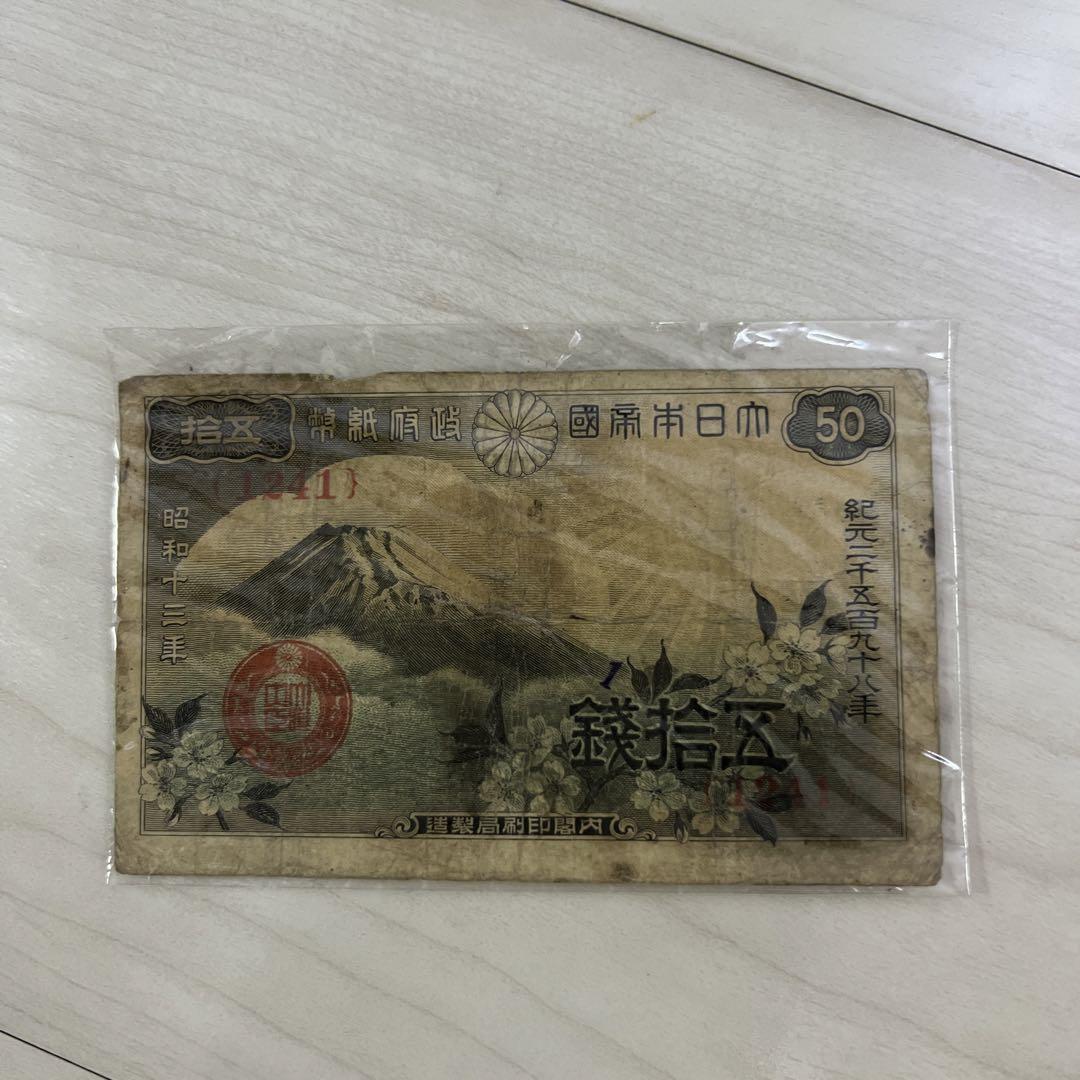 50
大日本帝國
政府紙幣
五拾
{1241}
紀元二千五百九十八年
昭和十三年
1
五拾錢
{1241}
内閣印刷局製造